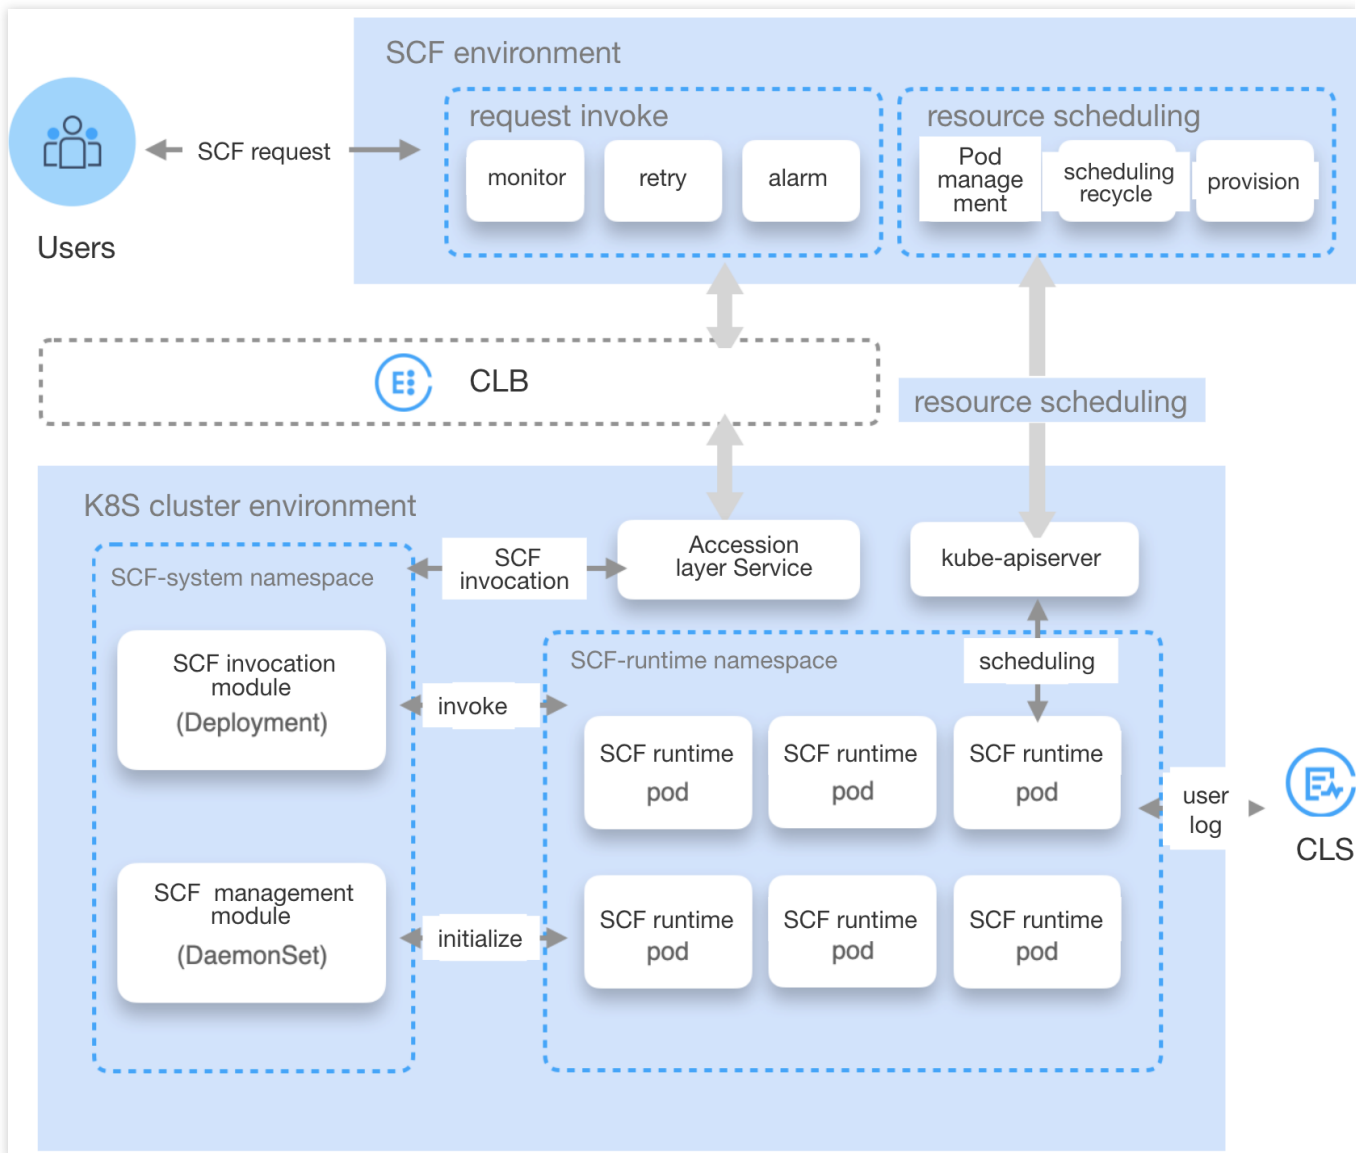 SCF environment
request invoke
monitor
retry
alarm
resource scheduling
Pod
manage
ment
scheduling
recycle
provision
SCF request
Users
CLB
resource scheduling
K8S cluster environment
SCF
invocation
Accession
layer Service
kube-apiserver
SCF-system namespace
SCF invocation
module
(Deployment)
SCF management
module
(DaemonSet)
invoke
initialize
SCF-runtime namespace
scheduling
SCF runtime
pod
SCF runtime
pod
SCF runtime
pod
SCF runtime
pod
SCF runtime
pod
SCF runtime
pod
user
log
CLS